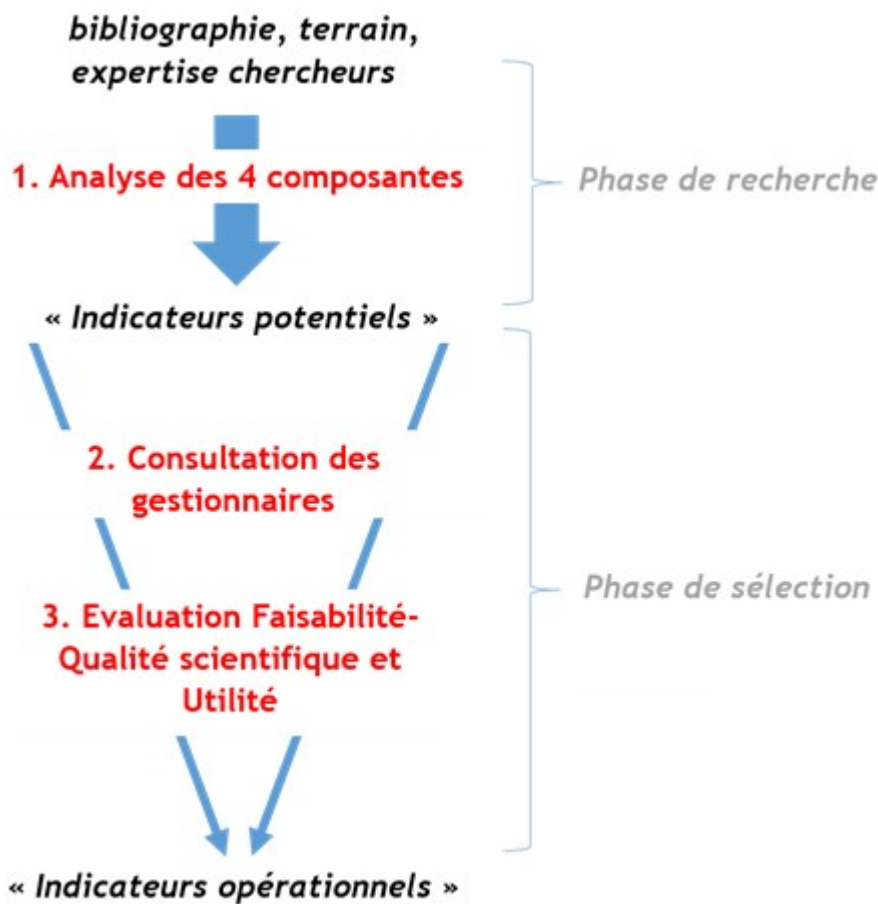 bibliographie, terrain,
expertise chercheurs
1. Analyse des 4 composantes
Phase de recherche
« Indicateurs potentiels »
2. Consultation des
gestionnaires
Phase de sélection
3. Evaluation Faisabilité-
Qualité scientifique et
Utilité
« Indicateurs opérationnels »